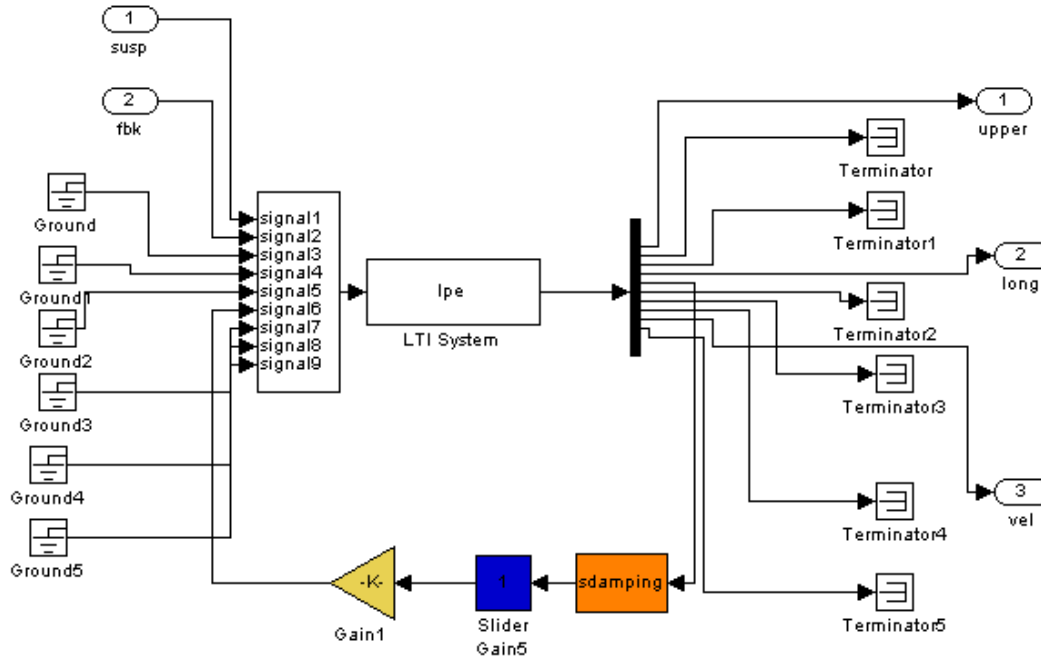 1
susp
2
fbk
1
upper
Terminator
Terminator1
2
long
Ground
Ground1
Ground2
Ground3
Ground4
Ground5
signal1
signal2
signal3
signal4
signal5
signal6
signal7
signal8
signal9
lpe
LTI System
Terminator2
Terminator3
Terminator4
3
vel
Terminator5
-K-
Gain1
1
Slider
Gain5
sdamping